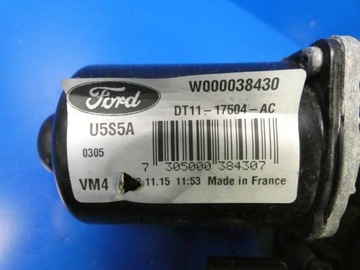 Ford
W000038430
DT11-17504-AC
U5S5A
0305
7 305000 384307
VM4
.11.15 11:53 Made in France